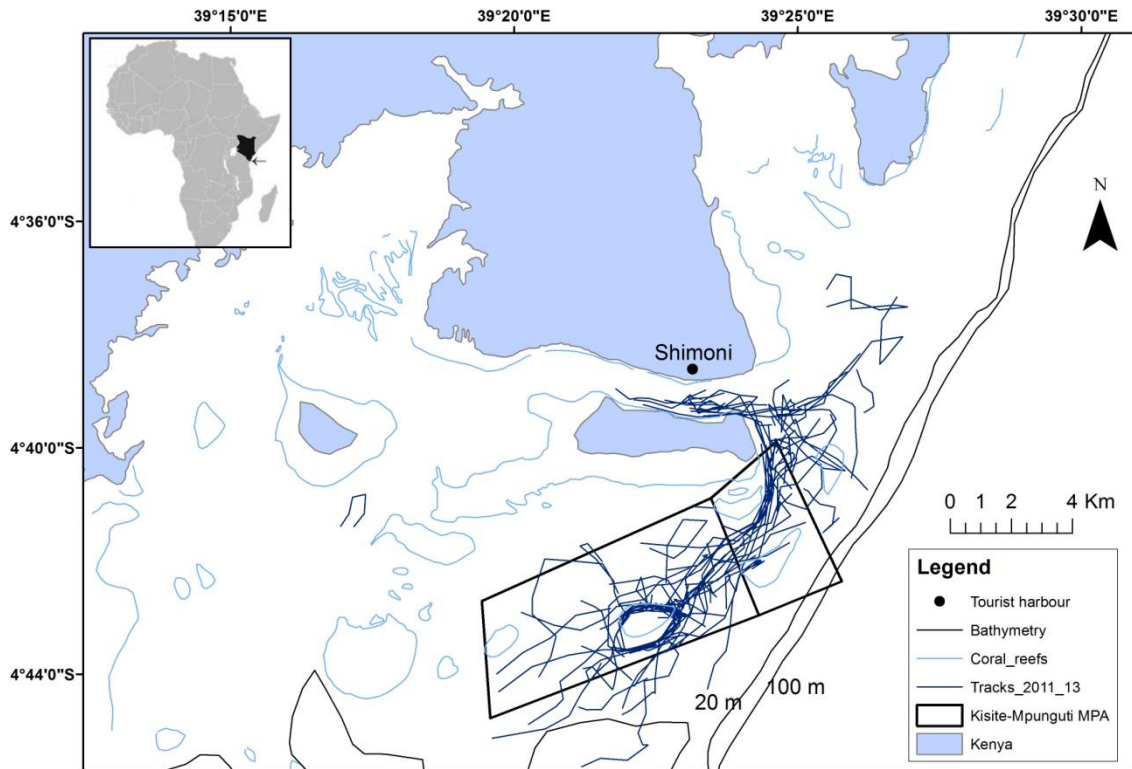 39°15'0"E 39°20'0"E 39°25'0"E 39°30'0"E
N
4°36'0"S
Shimoni
4°40'0"S
0 1 2 4 Km
Legend
Tourist harbour
Bathymetry
Coral_reefs
Tracks_2011_13
Kisite-Mpunguti MPA
Kenya
4°44'0"S
20 m 100 m